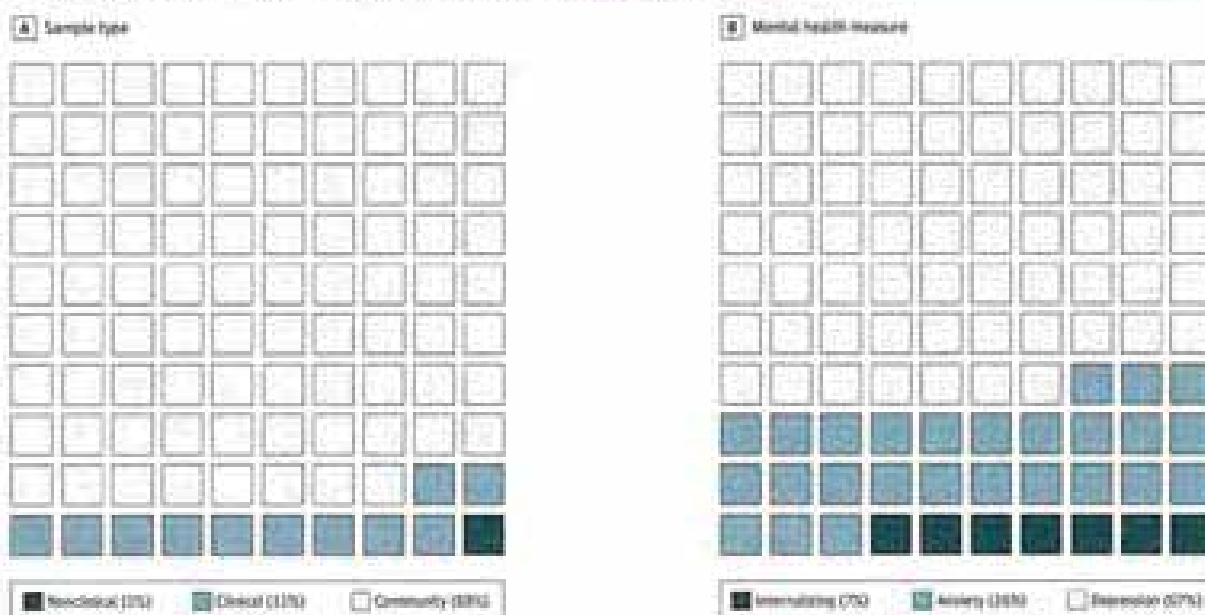 A Sample type
B Mental health measure
Nonclinical (1%) Clinical (11%) Community (88%)
Internalizing (7%) Anxiety (26%) Depression (67%)